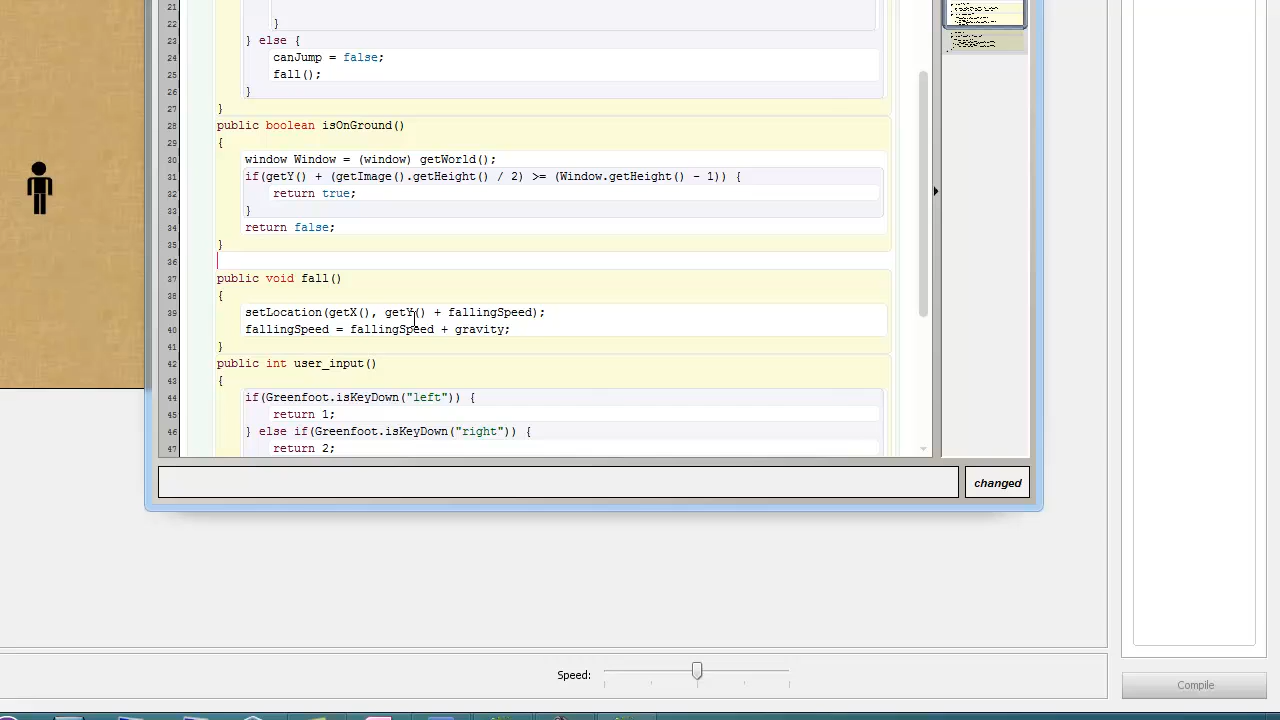 21
22 }
23 } else {
24 canJump = false;
25 fall();
26 }
27 }
28 public boolean isOnGround()
29 {
30 window Window = (window) getWorld();
31 if(getY() + (getImage().getHeight() / 2) >= (Window.getHeight() - 1)) {
32 return true;
33 }
34 return false;
35 }
36
37 public void fall()
38 {
39 setLocation(getX(), getY() + fallingSpeed);
40 fallingSpeed = fallingSpeed + gravity;
41 }
42 public int user_input()
43 {
44 if(Greenfoot.isKeyDown("left")) {
45 return 1;
46 } else if(Greenfoot.isKeyDown("right")) {
47 return 2;
changed
Speed:
Compile